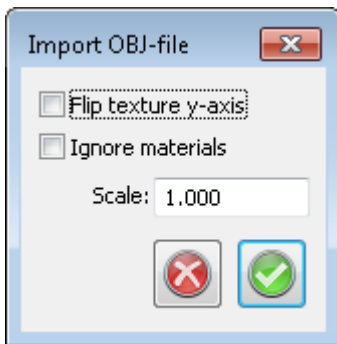 Import OBJ-file
Flip texture y-axis
Ignore materials
Scale: 1.000